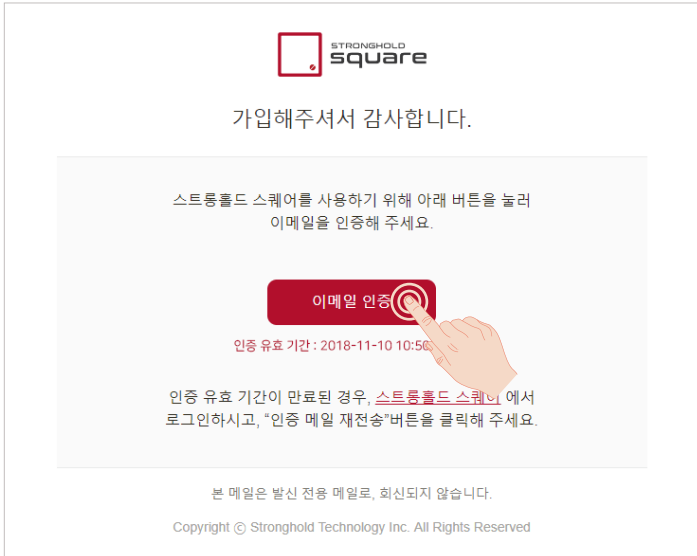 STRONGHOLD
square
가입해주셔서 감사합니다.
스트롱홀드 스퀘어를 사용하기 위해 아래 버튼을 눌러
이메일을 인증해 주세요.
이메일 인증
인증 유효 기간 : 2018-11-10 10:50
인증 유효 기간이 만료된 경우, 스트롱홀드 스퀘어 에서
로그인하시고, “인증 메일 재전송”버튼을 클릭해 주세요.
본 메일은 발신 전용 메일로, 회신되지 않습니다.
Copyright ⓒ Stronghold Technology Inc. All Rights Reserved